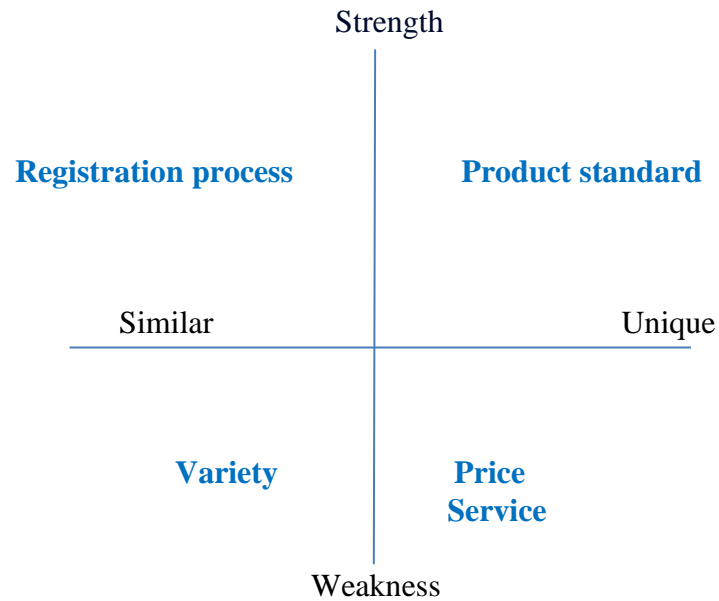 Strength
Registration process
Product standard
Similar
Unique
Variety
Price
Service
Weakness